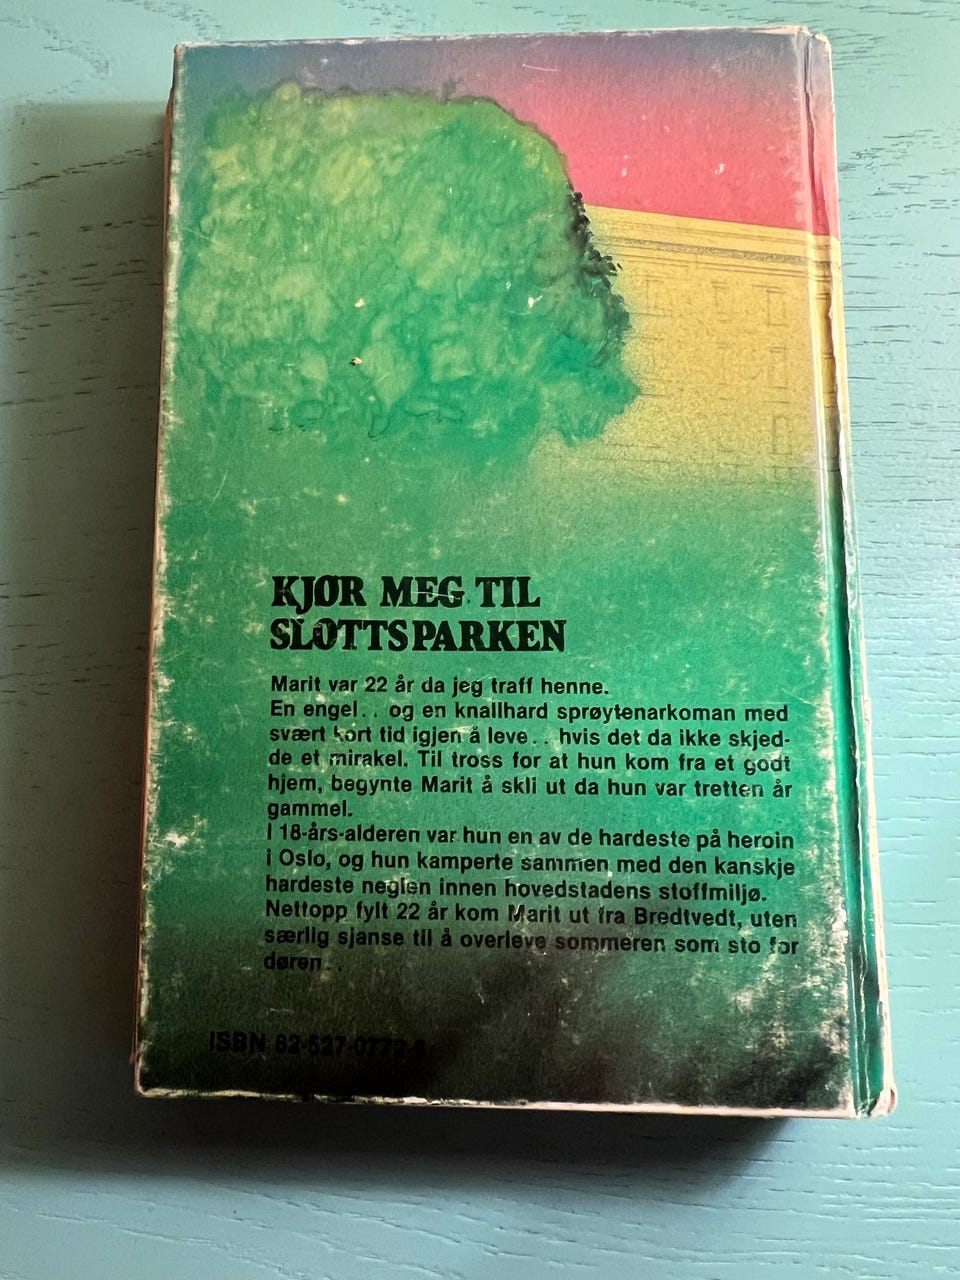 KJØR MEG TIL
SLOTTSPARKEN
Marit var 22 år da jeg traff henne.
En engel . . og en knallhard sprøytenarkoman med
svært kort tid igjen å leve . . hvis det da ikke skjed-
de et mirakel. Til tross for at hun kom fra et godt
hjem, begynte Marit å skli ut da hun var tretten år
gammel.
I 18-års-alderen var hun en av de hardeste på heroin
i Oslo, og hun kamperte sammen med den kanskje
hardeste neglen innen hovedstadens stoffmiljø.
Nettopp fylt 22 år kom Marit ut fra Bredtvedt, uten
særlig sjanse til å overleve sommeren som sto for
døren . .
ISBN